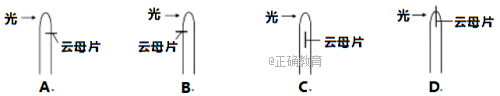 光 云母片 A.
光 云母片 B.
光 云母片 C.
光 云母片 D.
@正确教育